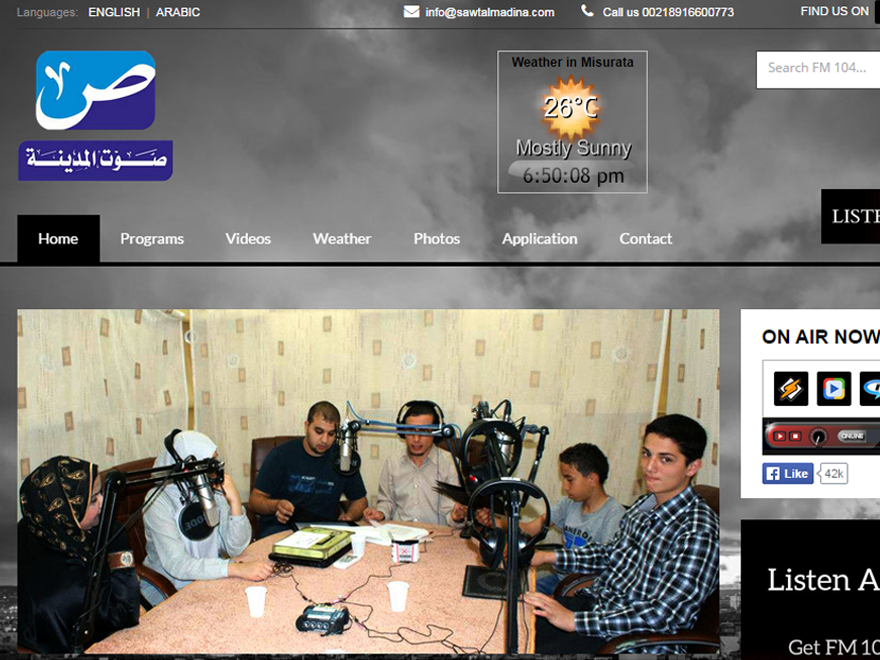 Languages: ENGLISH | ARABIC
info@sawtalmadina.com
Call us 00218916600773
FIND US ON
ص
صوت المدينة
Weather in Misurata
26°C
Mostly Sunny
6:50:08 pm
Search FM 104...
LISTE
Home
Programs
Videos
Weather
Photos
Application
Contact
ON AIR NOW
ONLINE
Like
42k
300
Listen A
Get FM 10